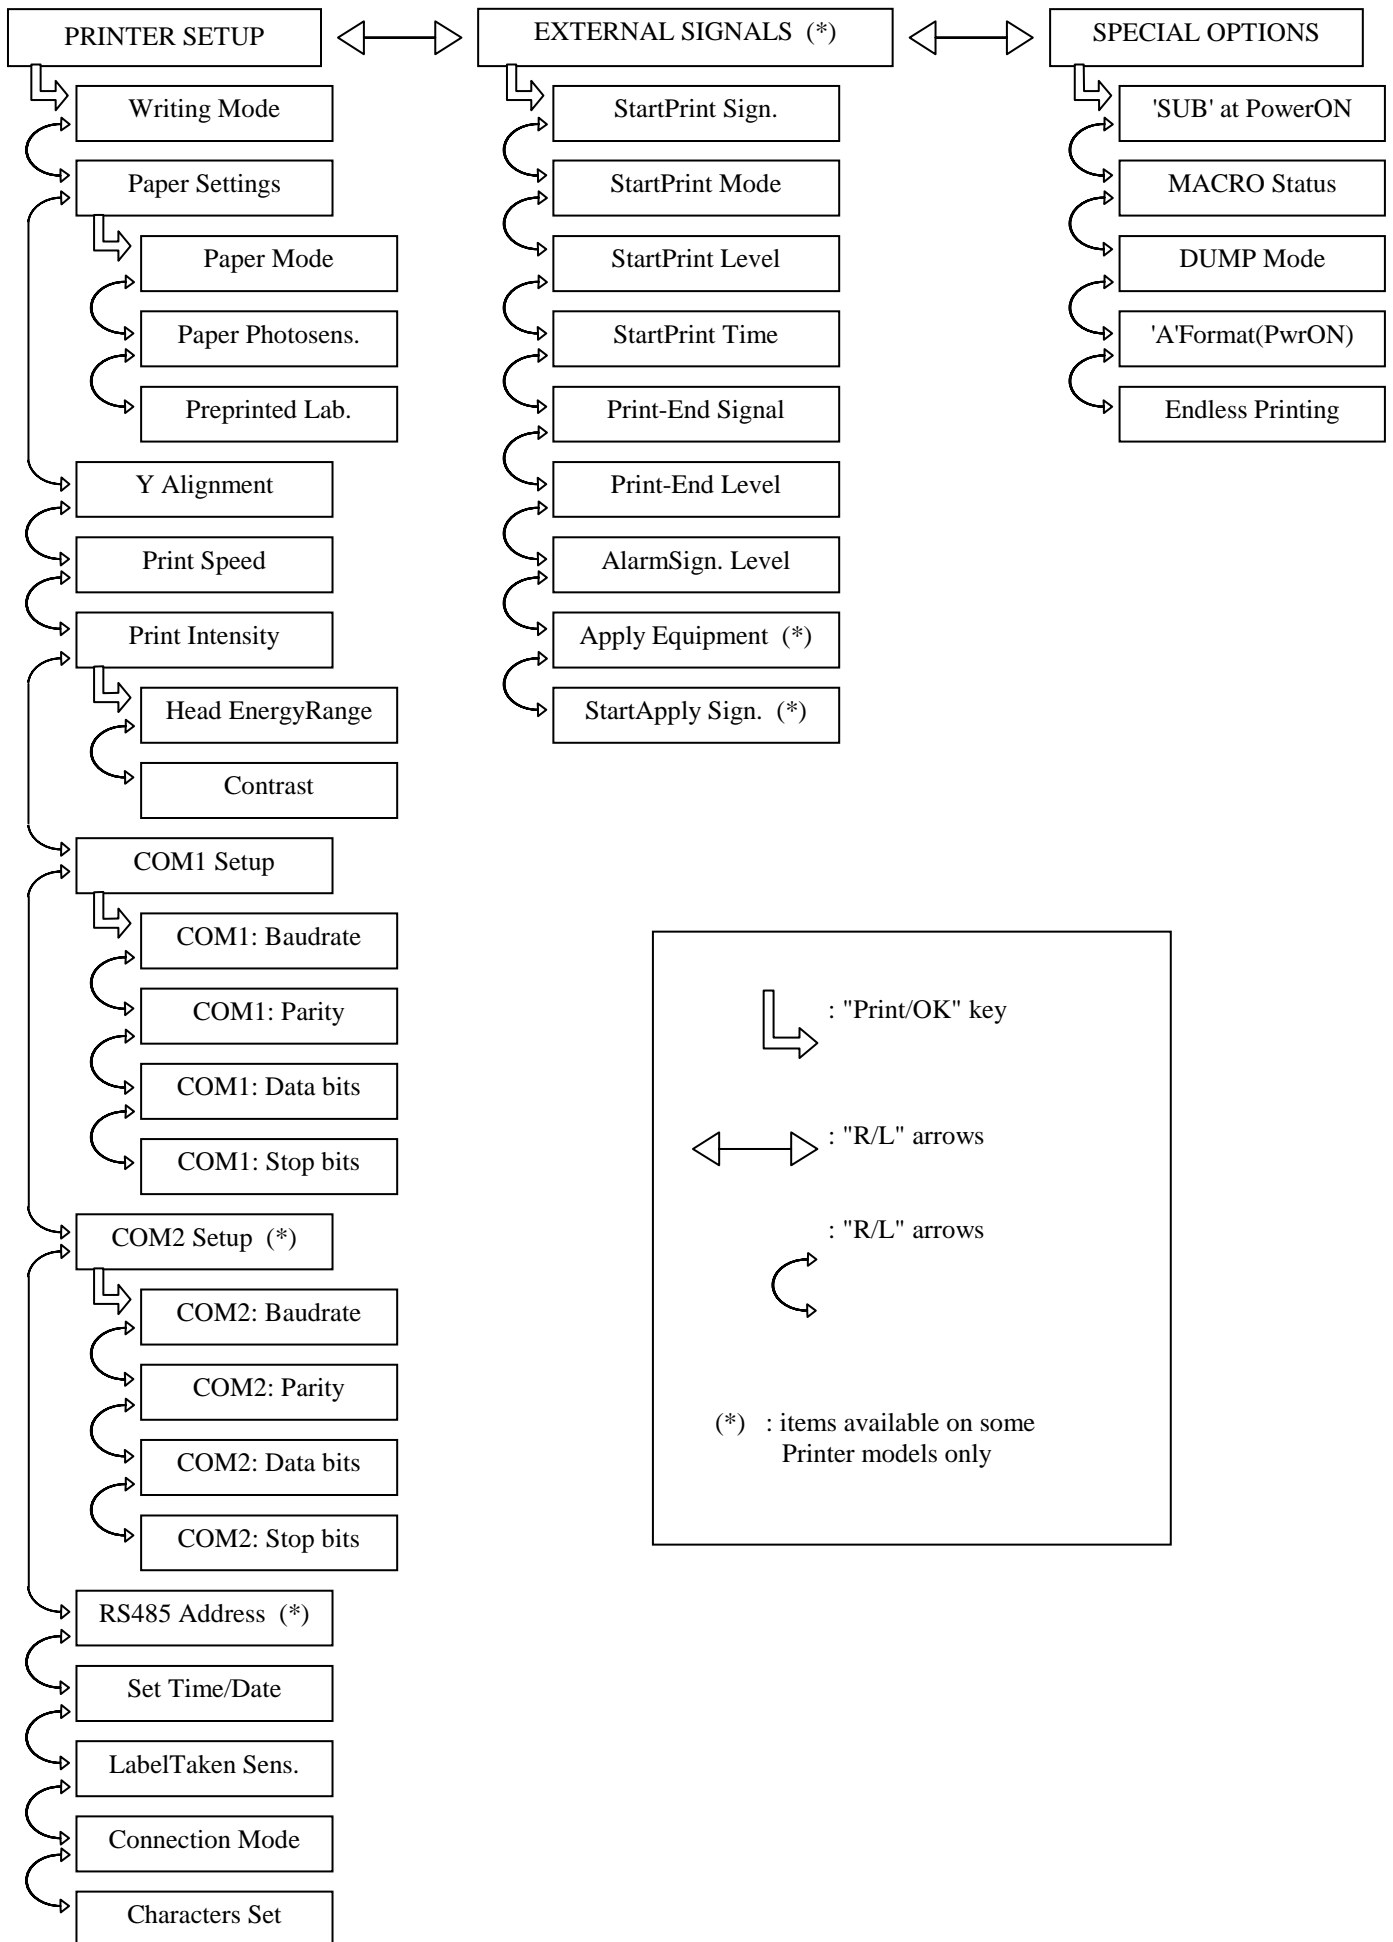 PRINTER SETUP
Writing Mode
Paper Settings
Paper Mode
Paper Photosens.
Preprinted Lab.
Y Alignment
Print Speed
Print Intensity
Head EnergyRange
Contrast
COM1 Setup
COM1: Baudrate
COM1: Parity
COM1: Data bits
COM1: Stop bits
COM2 Setup (*)
COM2: Baudrate
COM2: Parity
COM2: Data bits
COM2: Stop bits
RS485 Address (*)
Set Time/Date
LabelTaken Sens.
Connection Mode
Characters Set
EXTERNAL SIGNALS (*)
StartPrint Sign.
StartPrint Mode
StartPrint Level
StartPrint Time
Print-End Signal
Print-End Level
AlarmSign. Level
Apply Equipment (*)
StartApply Sign. (*)
SPECIAL OPTIONS
'SUB' at PowerON
MACRO Status
DUMP Mode
'A'Format(PwrON)
Endless Printing
: "Print/OK" key
: "R/L" arrows
: "R/L" arrows
(*) : items available on some
Printer models only